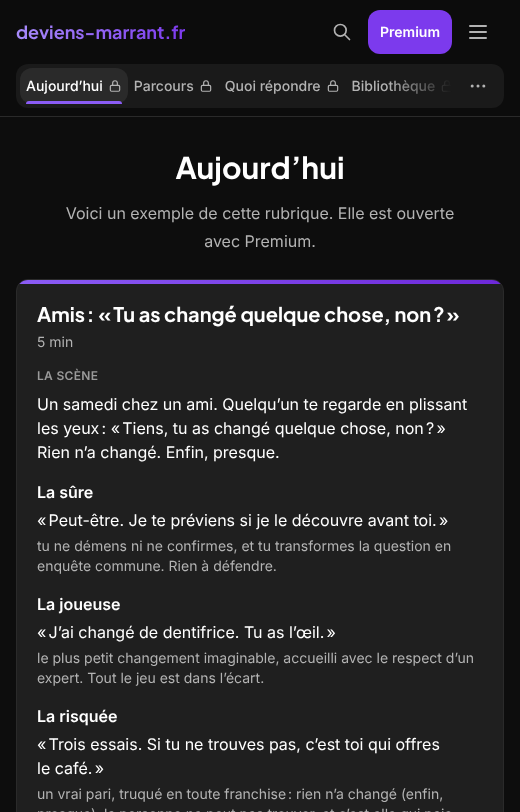 deviens-marrant.fr
Premium
Aujourd’hui
Parcours
Quoi répondre
Bibliothèque
Aujourd’hui
Voici un exemple de cette rubrique. Elle est ouverte
avec Premium.
Amis : « Tu as changé quelque chose, non ? »
5 min
LA SCÈNE
Un samedi chez un ami. Quelqu’un te regarde en plissant
les yeux : « Tiens, tu as changé quelque chose, non ? »
Rien n’a changé. Enfin, presque.
La sûre
« Peut-être. Je te préviens si je le découvre avant toi. »
tu ne démens ni ne confirmes, et tu transformes la question en
enquête commune. Rien à défendre.
La joueuse
« J’ai changé de dentifrice. Tu as l’œil. »
le plus petit changement imaginable, accueilli avec le respect d’un
expert. Tout le jeu est dans l’écart.
La risquée
« Trois essais. Si tu ne trouves pas, c’est toi qui offres
le café. »
un vrai pari, truqué en toute franchise : rien n’a changé (enfin,